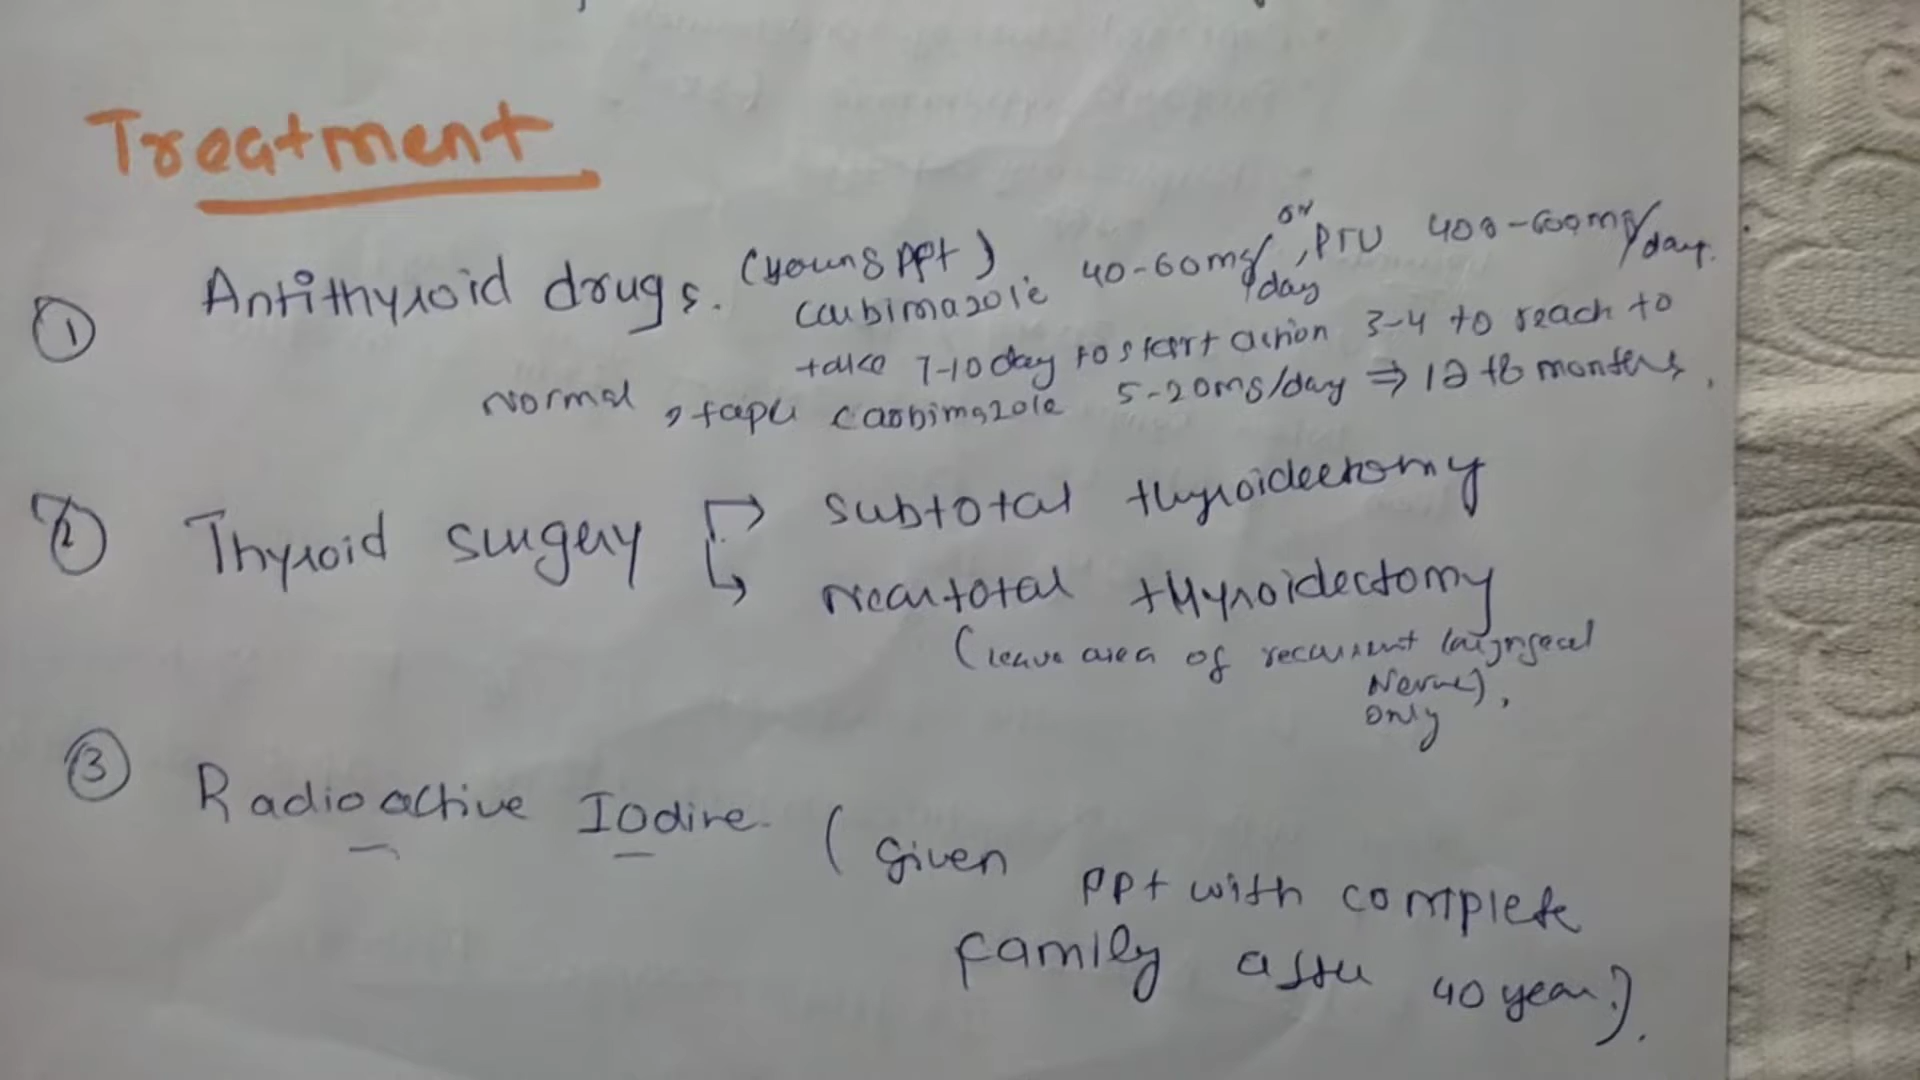 Treatment
① Antithyroid drugs. (young ppt)
carbimazole 40-60mg/day or, PTU 400-600mg/day.
take 7-10 day to start action 3-4 to reach to
normal, taper carbimazole 5-20mg/day ⇒ 12 18 months.
② Thyroid surgery → subtotal thyroidectomy
→ neartotal thyroidectomy
(leave area of recurrent laryngeal
Nerve),
only
③ Radioactive Iodine. (Given
ppt with complete
family after 40 year).